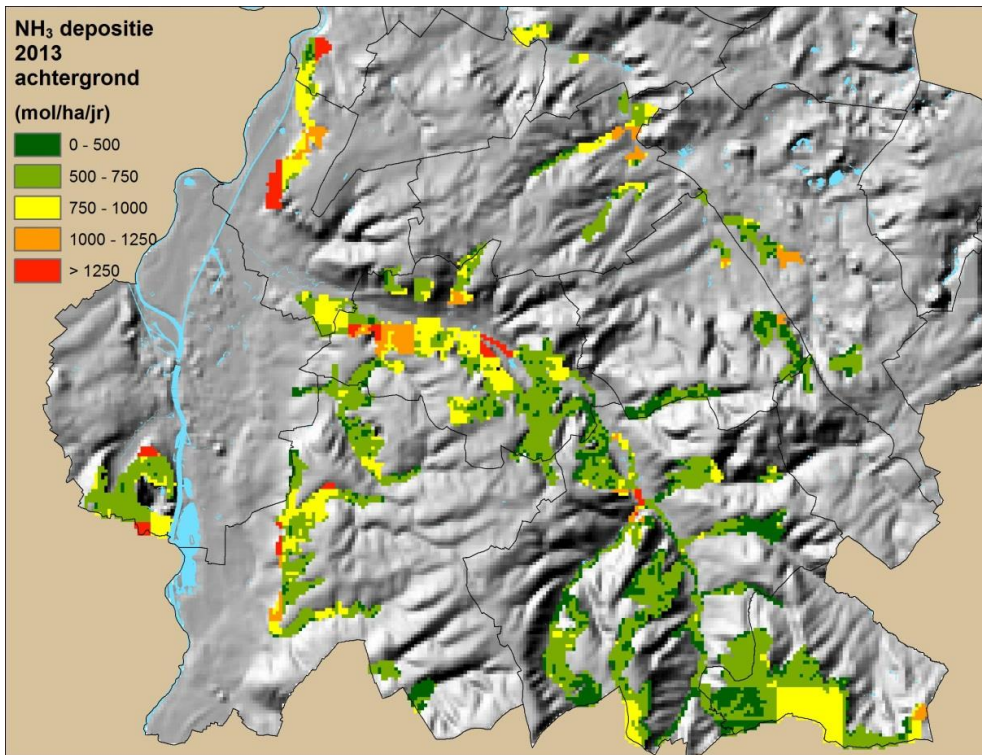 NH₃ depositie
2013
achtergrond
(mol/ha/jr)
0 - 500
500 - 750
750 - 1000
1000 - 1250
> 1250